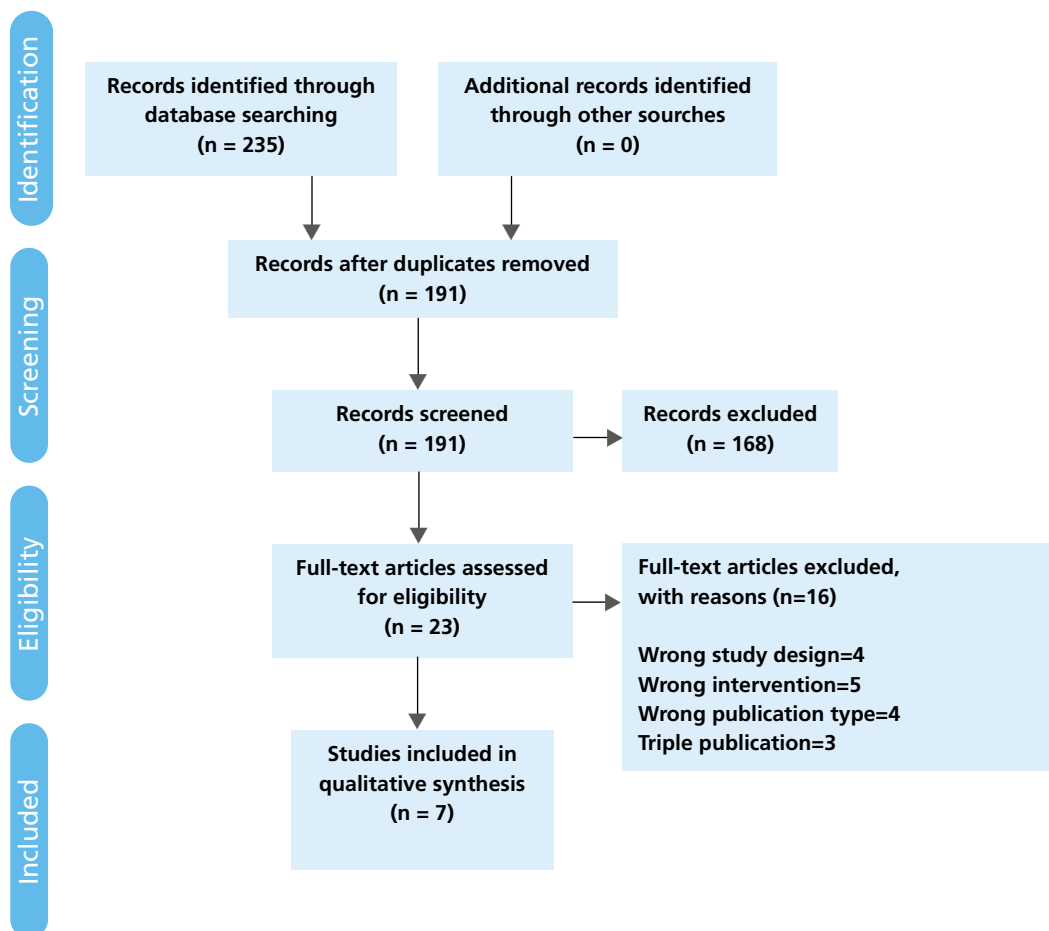 Identification
Records identified through
database searching
(n = 235)
Additional records identified
through other sourches
(n = 0)
Screening
Records after duplicates removed
(n = 191)
Records screened
(n = 191)
Records excluded
(n = 168)
Eligibility
Full-text articles assessed
for eligibility
(n = 23)
Full-text articles excluded,
with reasons (n=16)
Wrong study design=4
Wrong intervention=5
Wrong publication type=4
Triple publication=3
Included
Studies included in
qualitative synthesis
(n = 7)